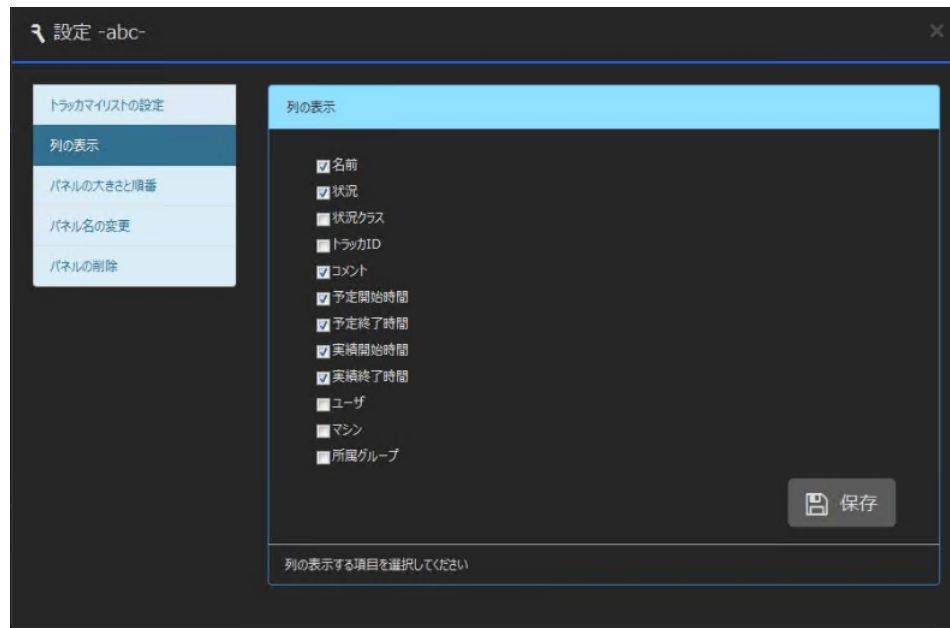 設定 -abc-
トラッカマイリストの設定
列の表示
パネルの大きさと順番
パネル名の変更
パネルの削除
列の表示
名前
状況
状況クラス
トラッカID
コメント
予定開始時間
予定終了時間
実績開始時間
実績終了時間
ユーザ
マシン
所属グループ
保存
列の表示する項目を選択してください